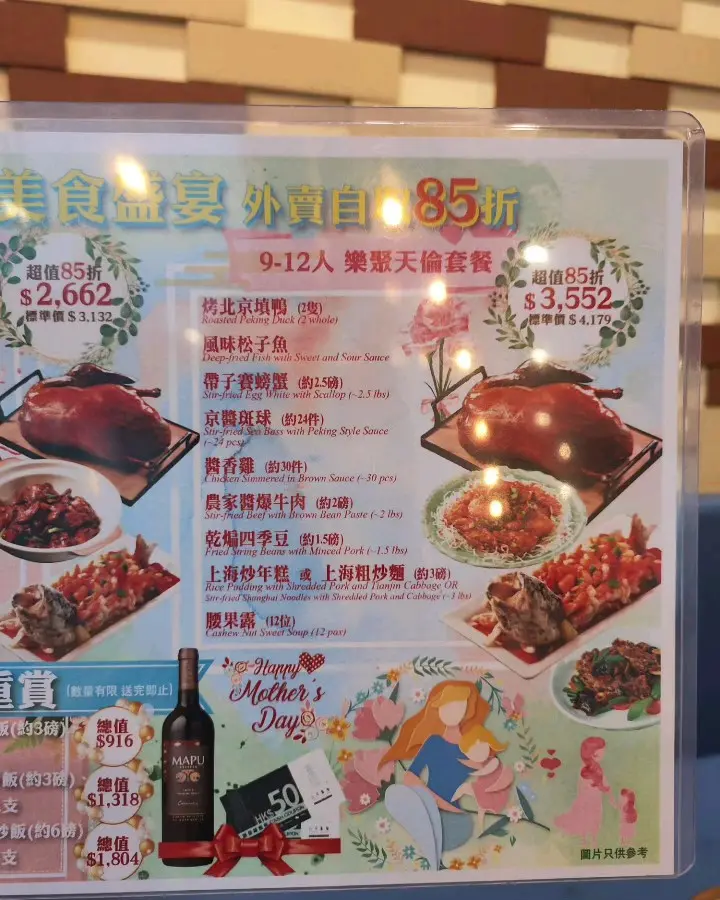 美食盛宴 外賣自取85折
超值85折
$2,662
標準價 $3,132
9-12人 樂聚天倫套餐
超值85折
$3,552
標準價 $4,179
烤北京填鴨 (2隻)
Roasted Peking Duck (2 whole)
風味松子魚
Deep-fried Fish with Sweet and Sour Sauce
帶子賽螃蟹 (約2.5磅)
Stir-fried Egg White with Scallop (~2.5 lbs)
京醬斑球 (約24件)
Stir-fried Sea Bass with Peking Style Sauce
(~24 pcs)
醬香雞 (約30件)
Chicken Simmered in Brown Sauce (~30 pcs)
農家醬爆牛肉 (約2磅)
Stir-fried Beef with Brown Bean Paste (~2 lbs)
乾煸四季豆 (約1.5磅)
Fried String Beans with Minced Pork (~1.5 lbs)
上海炒年糕 或 上海粗炒麵 (約3磅)
Rice Pudding with Shredded Pork and Tianjin Cabbage OR
Stir-fried Shanghai Noodles with Shredded Pork and Cabbage (~3 lbs)
腰果露 (12位)
Cashew Nut Sweet Soup (12 pax)
賞 [數量有限 送完即止]
飯(約3磅)
總值
$916
飯(約3磅)
支
總值
$1,318
炒飯(約6磅)
支
總值
$1,804
MAPU
HK$50
Happy
Mother's
Day
圖片只供參考